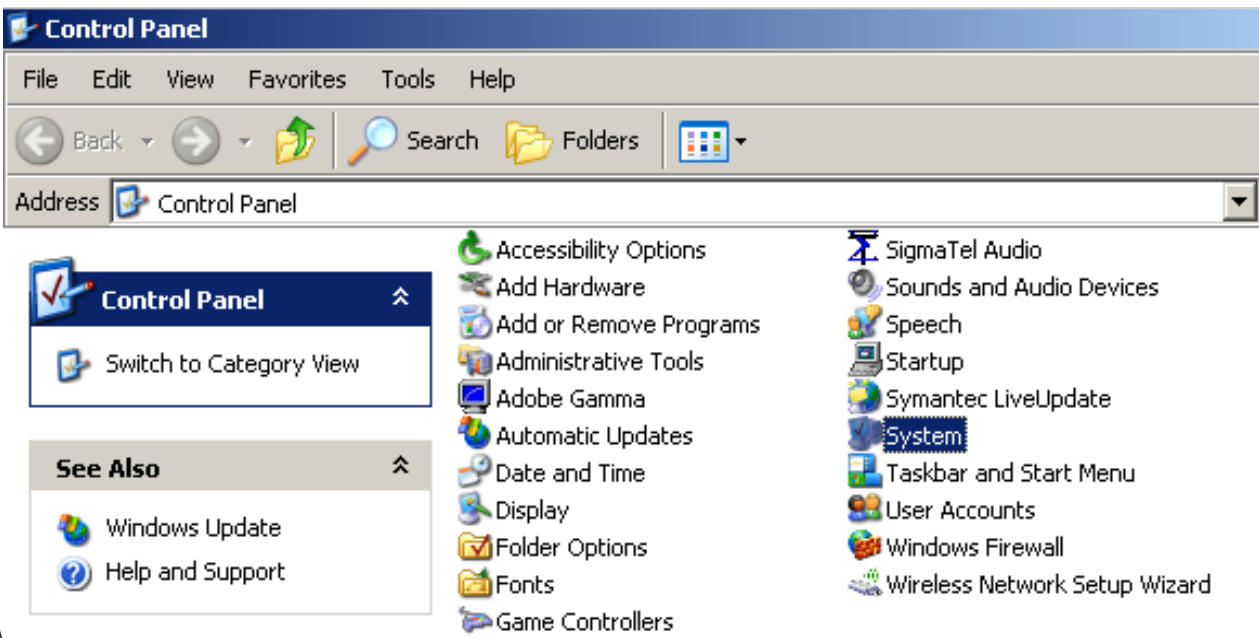 Control Panel
File Edit View Favorites Tools Help
Back Search Folders
Address Control Panel
Control Panel
Switch to Category View
See Also
Windows Update
Help and Support
Accessibility Options
Add Hardware
Add or Remove Programs
Administrative Tools
Adobe Gamma
Automatic Updates
Date and Time
Display
Folder Options
Fonts
Game Controllers
SigmaTel Audio
Sounds and Audio Devices
Speech
Startup
Symantec LiveUpdate
System
Taskbar and Start Menu
User Accounts
Windows Firewall
Wireless Network Setup Wizard